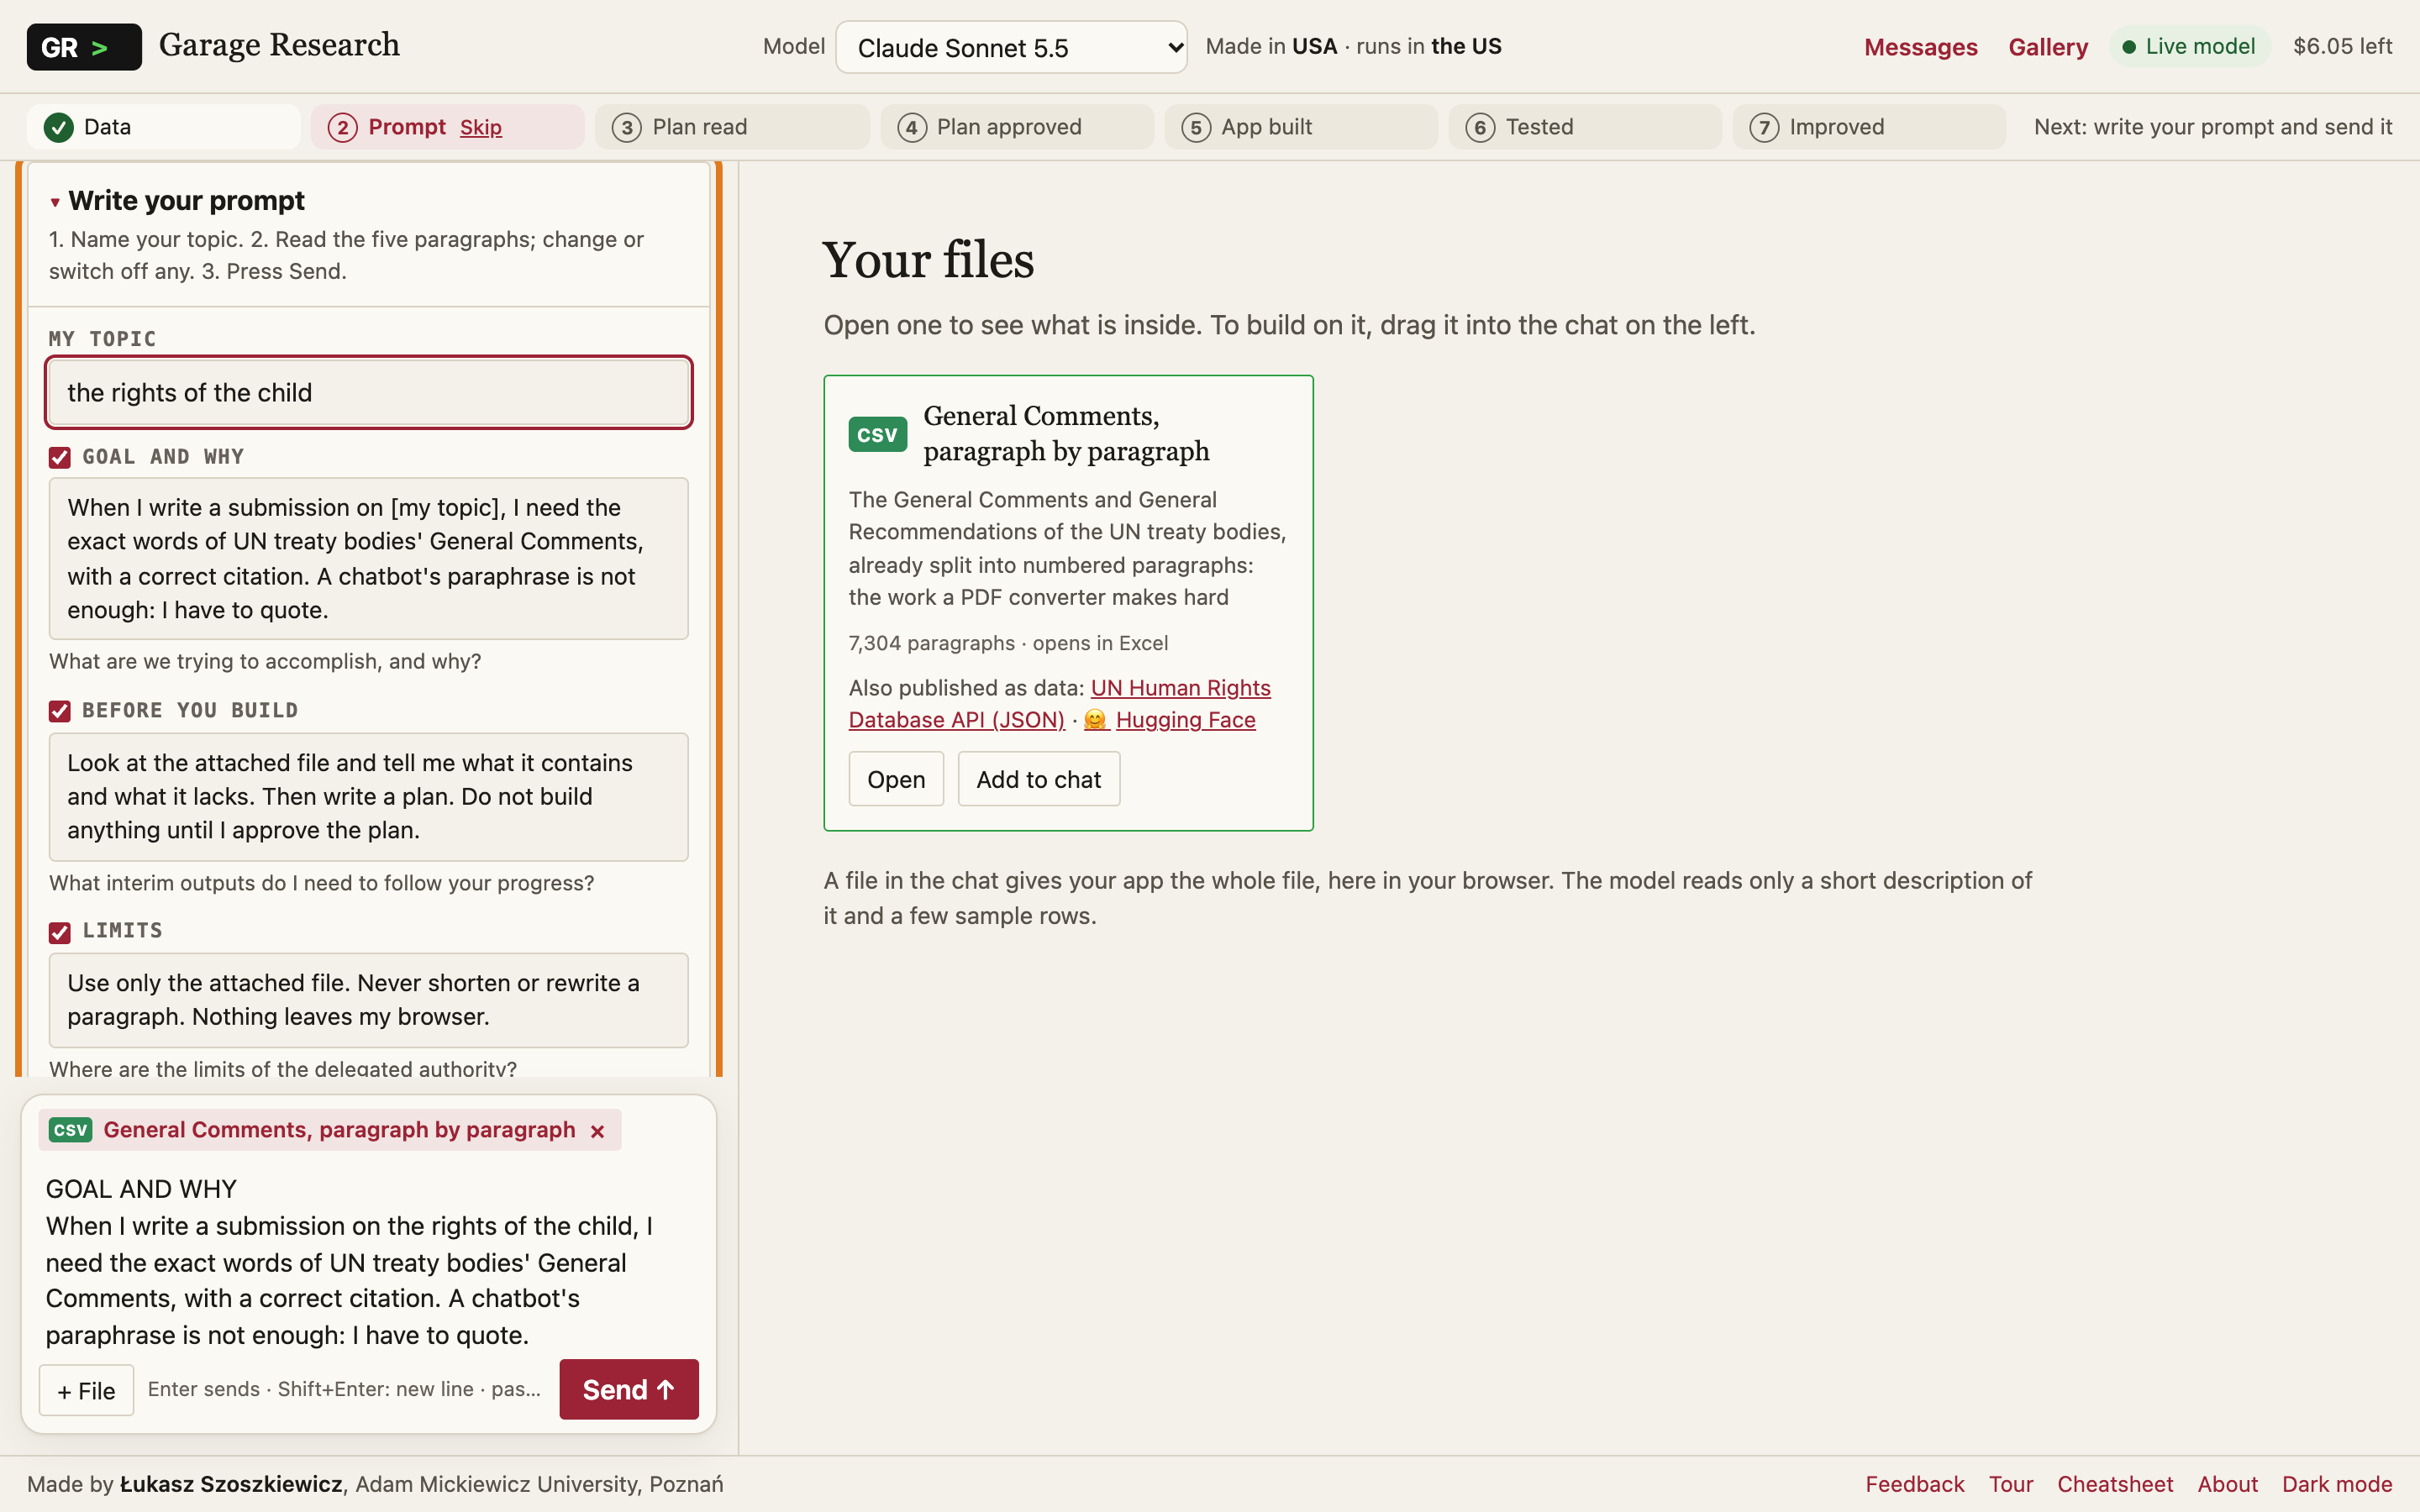 GR >
Garage Research
Model
Claude Sonnet 5.5
Made in USA · runs in the US
Messages
Gallery
Live model
$6.05 left
Data
2 Prompt Skip
3 Plan read
4 Plan approved
5 App built
6 Tested
7 Improved
Next: write your prompt and send it
Write your prompt
1. Name your topic. 2. Read the five paragraphs; change or
switch off any. 3. Press Send.
MY TOPIC
the rights of the child
GOAL AND WHY
When I write a submission on [my topic], I need the
exact words of UN treaty bodies' General Comments,
with a correct citation. A chatbot's paraphrase is not
enough: I have to quote.
What are we trying to accomplish, and why?
BEFORE YOU BUILD
Look at the attached file and tell me what it contains
and what it lacks. Then write a plan. Do not build
anything until I approve the plan.
What interim outputs do I need to follow your progress?
LIMITS
Use only the attached file. Never shorten or rewrite a
paragraph. Nothing leaves my browser.
Where are the limits of the delegated authority?
CSV General Comments, paragraph by paragraph ×
GOAL AND WHY
When I write a submission on the rights of the child, I
need the exact words of UN treaty bodies' General
Comments, with a correct citation. A chatbot's
paraphrase is not enough: I have to quote.
+ File
Enter sends · Shift+Enter: new line · pas...
Send ↑
Your files
Open one to see what is inside. To build on it, drag it into the chat on the left.
CSV
General Comments,
paragraph by paragraph
The General Comments and General
Recommendations of the UN treaty bodies,
already split into numbered paragraphs:
the work a PDF converter makes hard
7,304 paragraphs · opens in Excel
Also published as data: UN Human Rights
Database API (JSON) · 🤗 Hugging Face
Open
Add to chat
A file in the chat gives your app the whole file, here in your browser. The model reads only a short description of
it and a few sample rows.
Made by Łukasz Szoszkiewicz, Adam Mickiewicz University, Poznań
Feedback
Tour
Cheatsheet
About
Dark mode